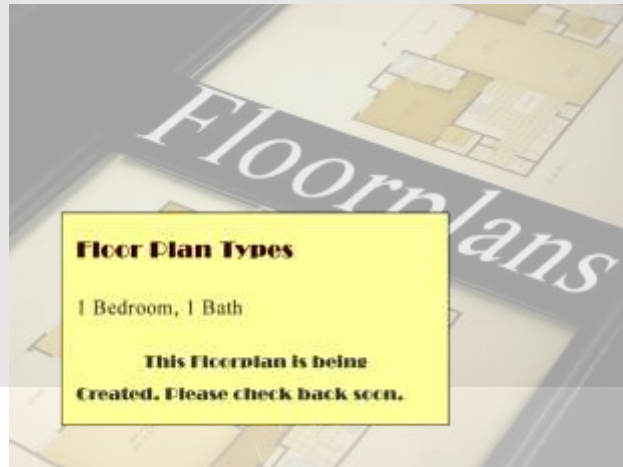 Floorplans
Floor Plan Types
1 Bedroom, 1 Bath
This Floorplan is being
Created. Please check back soon.